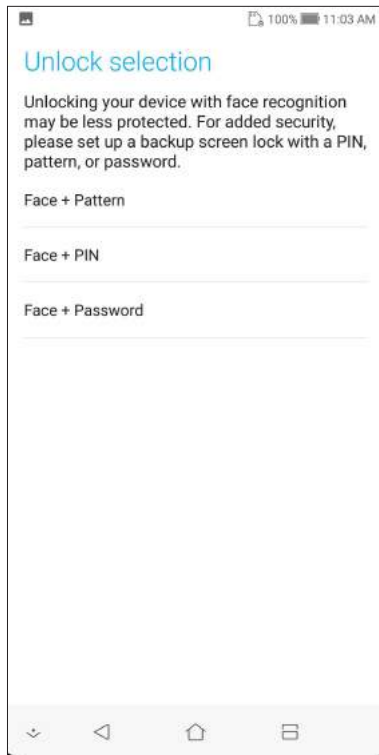 100% 11:03 AM
Unlock selection
Unlocking your device with face recognition
may be less protected. For added security,
please set up a backup screen lock with a PIN,
pattern, or password.
Face + Pattern
Face + PIN
Face + Password